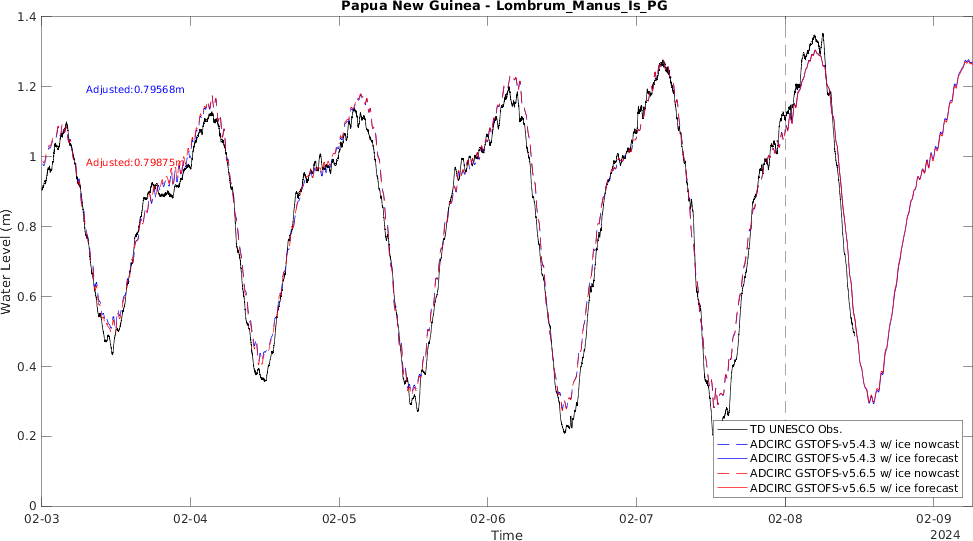 Papua New Guinea - Lombrum_Manus_Is_PG
1.4
1.2
1
0.8
0.6
0.4
0.2
0
Water Level (m)
Adjusted:0.79568m
Adjusted:0.79875m
TD UNESCO Obs.
ADCIRC GSTOFS-v5.4.3 w/ ice nowcast
ADCIRC GSTOFS-v5.4.3 w/ ice forecast
ADCIRC GSTOFS-v5.6.5 w/ ice nowcast
ADCIRC GSTOFS-v5.6.5 w/ ice forecast
02-03 02-04 02-05 02-06 02-07 02-08 02-09
Time
2024